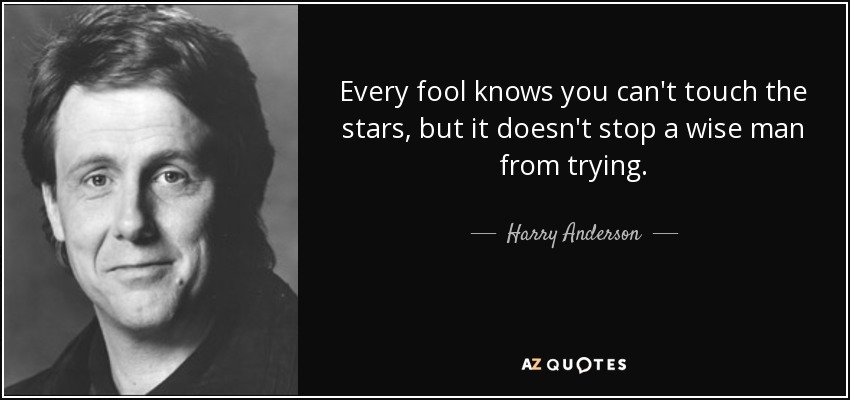 Every fool knows you can't touch the
stars, but it doesn't stop a wise man
from trying.
Harry Anderson
AZ QUOTES